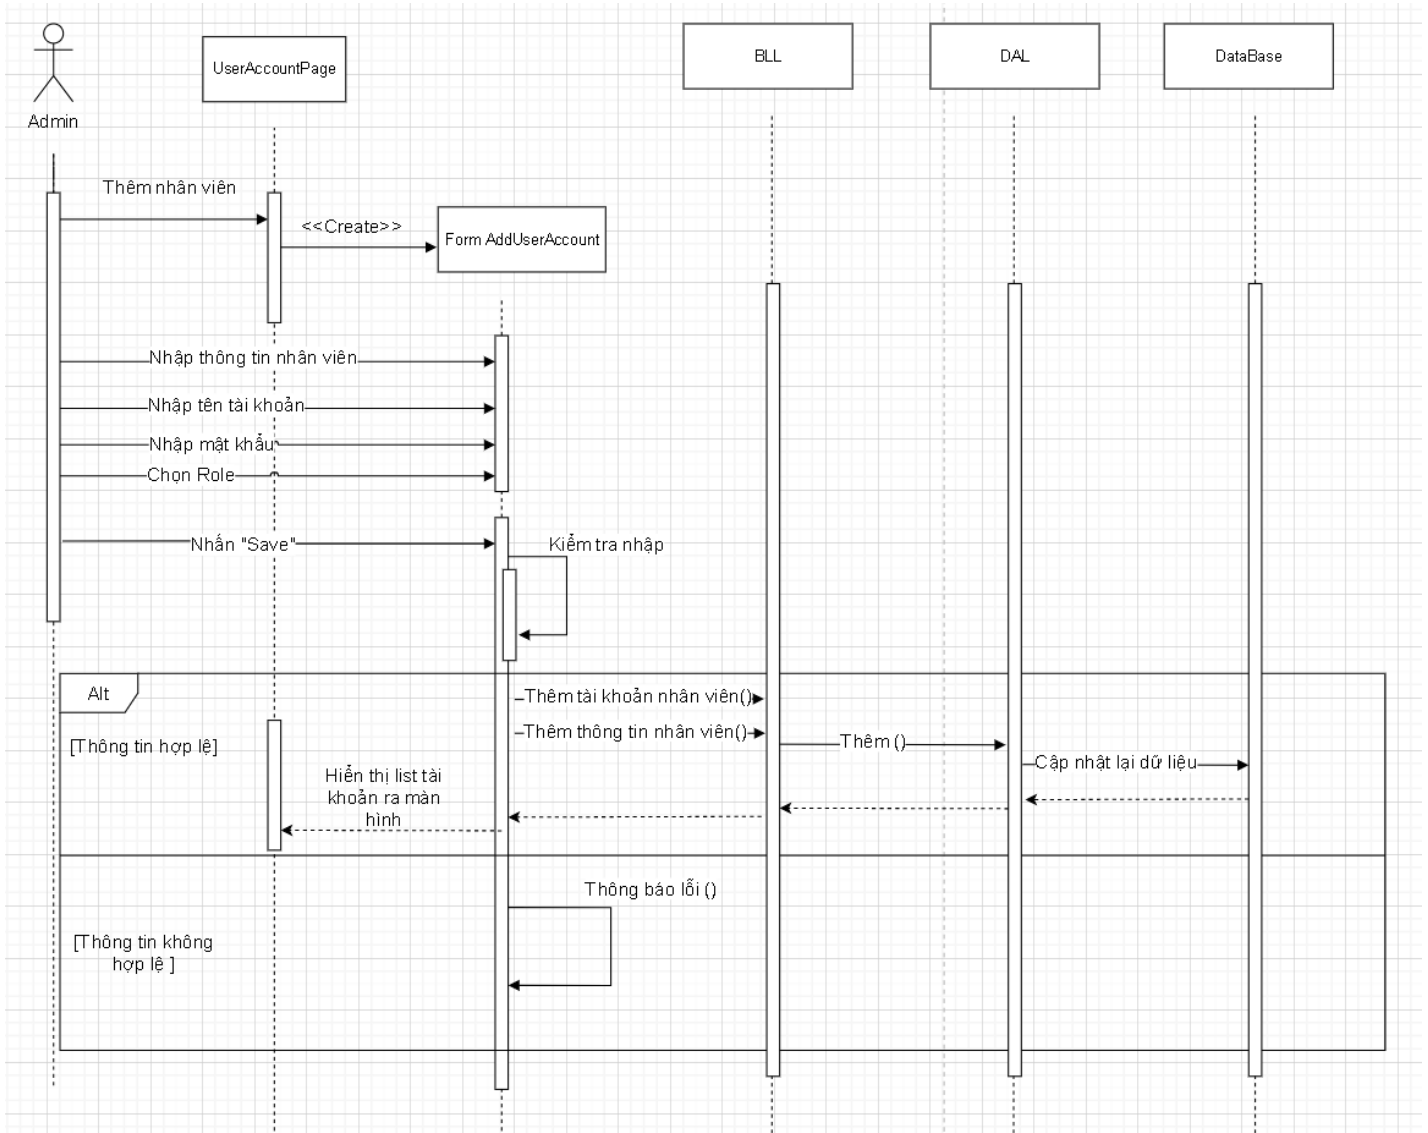 UserAccountPage
BLL
DAL
DataBase
Admin
Thêm nhân viên
<<Create>>
Form AddUserAccount
Nhập thông tin nhân viên
Nhập tên tài khoản
Nhập mật khẩu
Chọn Role
Nhấn "Save"
Kiểm tra nhập
Alt
Thêm tài khoản nhân viên()
[Thông tin hợp lệ]
Thêm thông tin nhân viên()
Thêm ()
Cập nhật lại dữ liệu
Hiển thị list tài
khoản ra màn
hình
Thông báo lỗi ()
[Thông tin không
hợp lệ ]